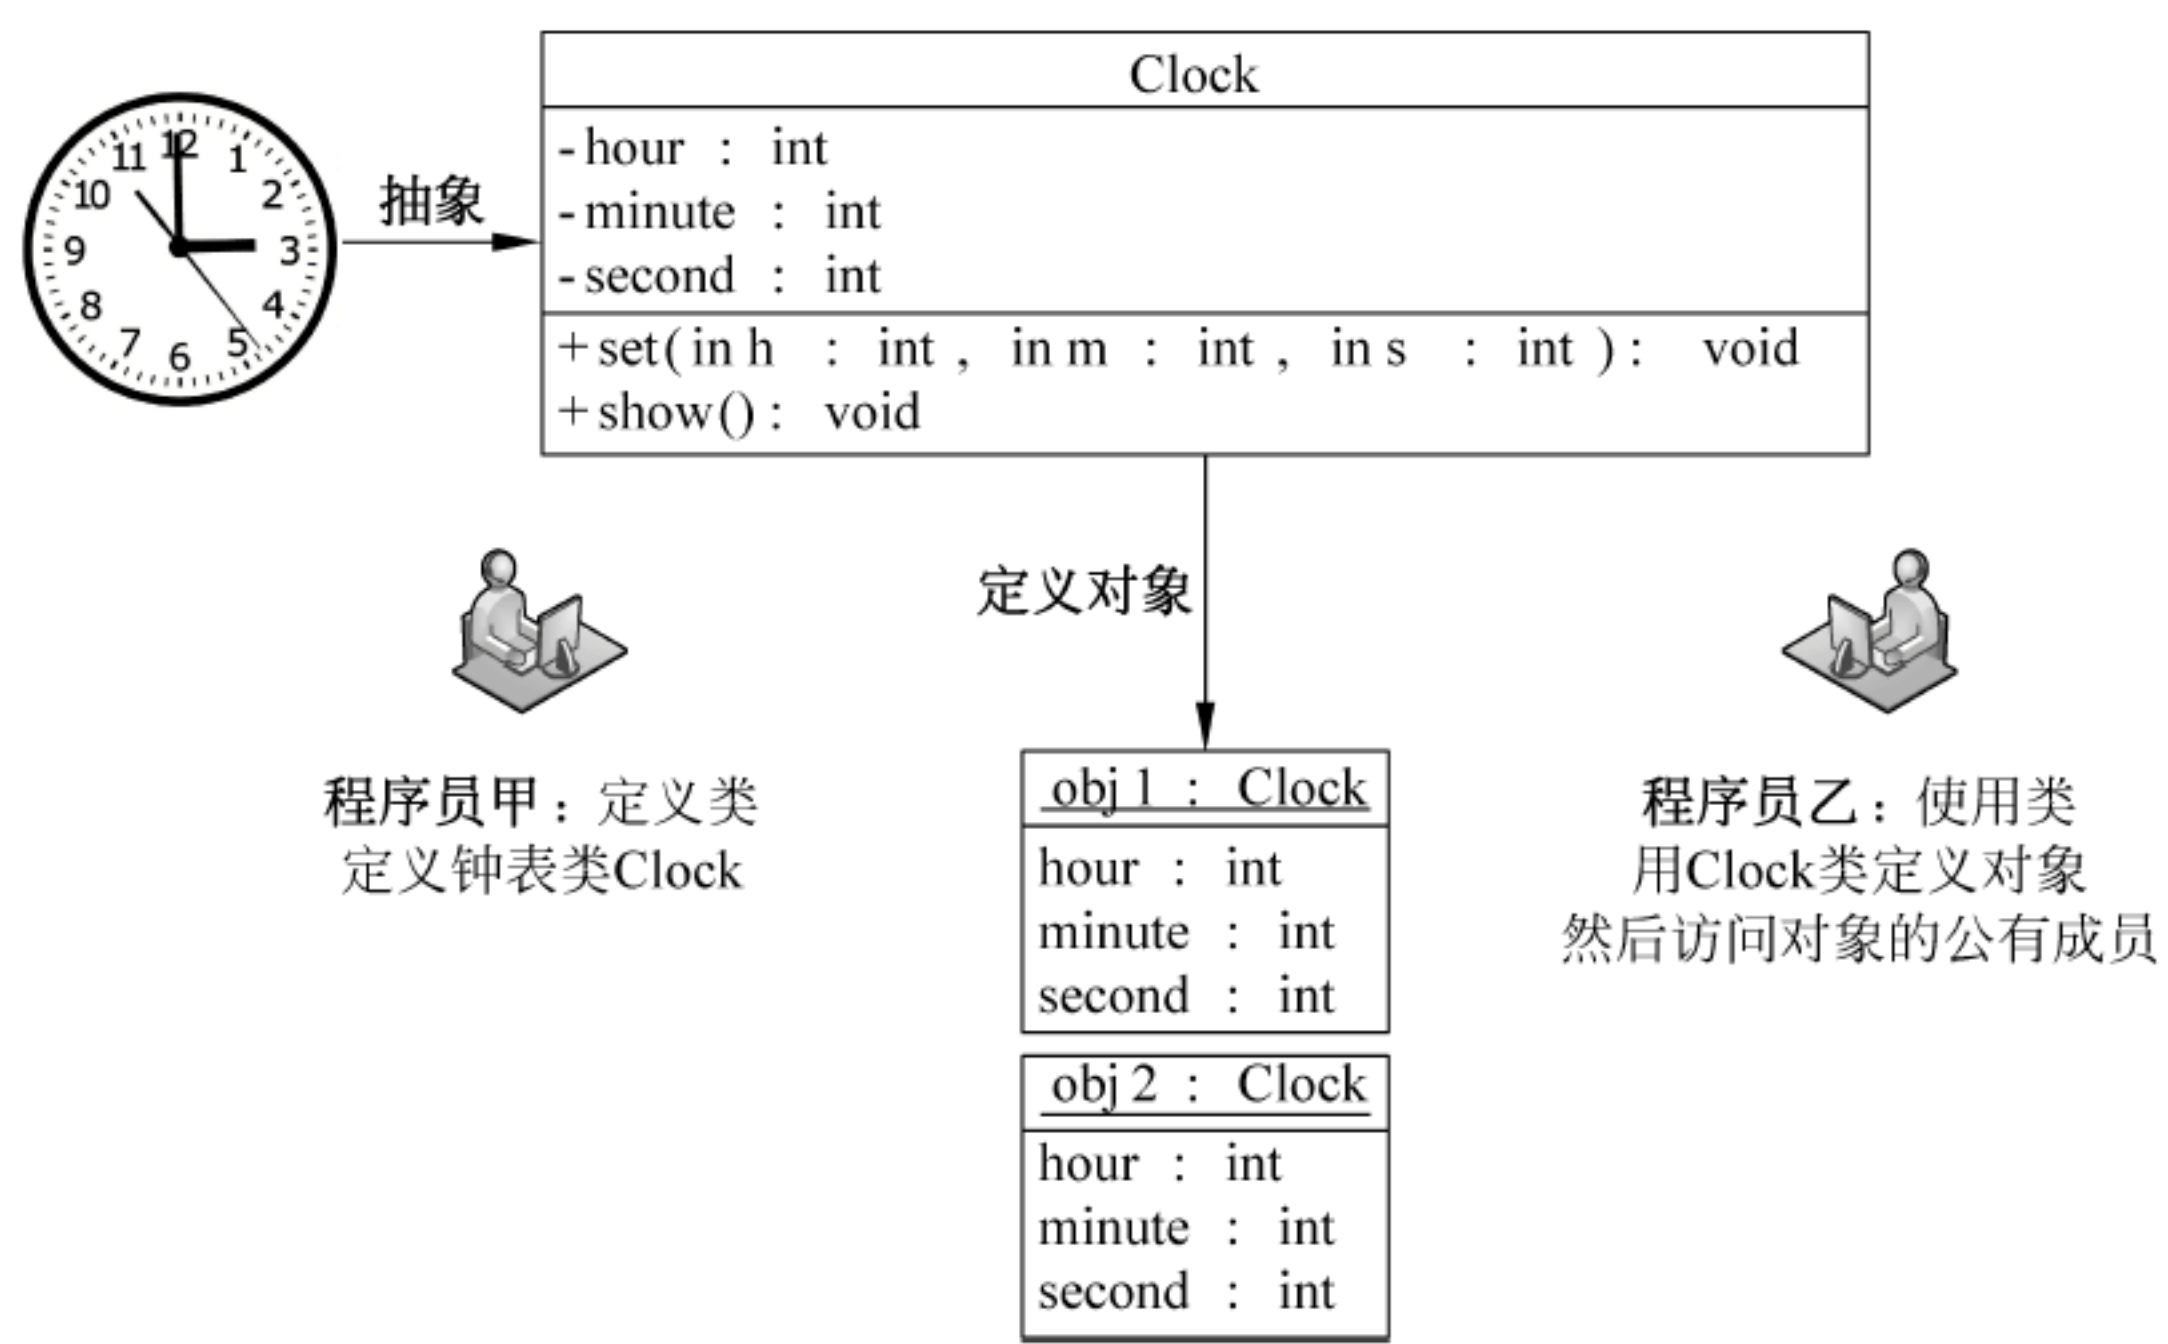 12
11
1
10
2
9
3
8
4
7
5
6
抽象
Clock
-hour : int
-minute : int
-second : int
+set(in h : int, in m : int, in s : int): void
+show(): void
定义对象
程序员甲：定义类
定义钟表类Clock
obj1 : Clock
hour : int
minute : int
second : int
obj2 : Clock
hour : int
minute : int
second : int
程序员乙：使用类
用Clock类定义对象
然后访问对象的公有成员